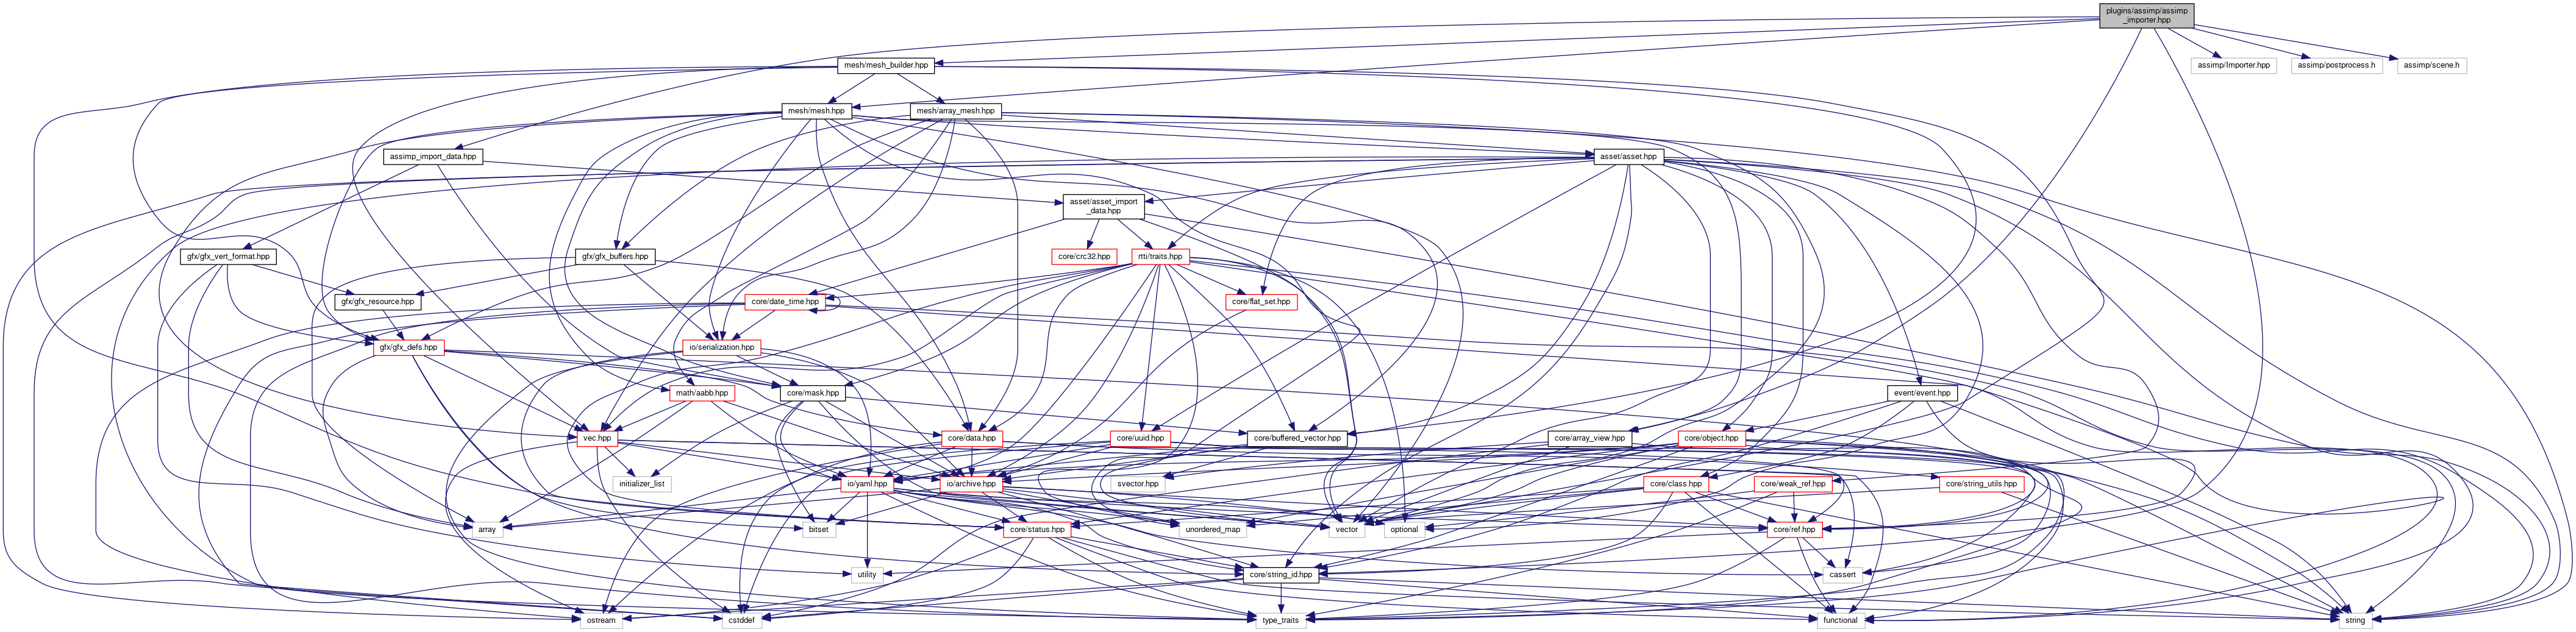 plugins/assimp/assimp
_importer.hpp
mesh/mesh_builder.hpp
assimp/Importer.hpp
assimp/postprocess.h
assimp/scene.h
mesh/mesh.hpp
mesh/array_mesh.hpp
assimp_import_data.hpp
asset/asset.hpp
asset/asset_import
_data.hpp
gfx/gfx_vert_format.hpp
gfx/gfx_buffers.hpp
core/crc32.hpp
rtti/traits.hpp
gfx/gfx_resource.hpp
core/date_time.hpp
core/flat_set.hpp
gfx/gfx_defs.hpp
io/serialization.hpp
math/aabb.hpp
core/mask.hpp
event/event.hpp
vec.hpp
core/data.hpp
core/uuid.hpp
core/buffered_vector.hpp
core/array_view.hpp
core/object.hpp
initializer_list
io/yaml.hpp
io/archive.hpp
svector.hpp
core/class.hpp
core/weak_ref.hpp
core/string_utils.hpp
array
bitset
core/status.hpp
unordered_map
vector
optional
core/ref.hpp
utility
core/string_id.hpp
cassert
ostream
cstddef
type_traits
functional
string